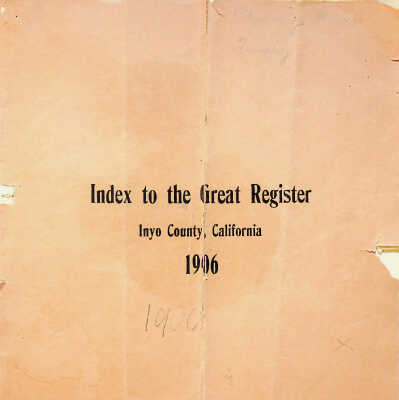 Index to the Great Register
Inyo County, California
1906